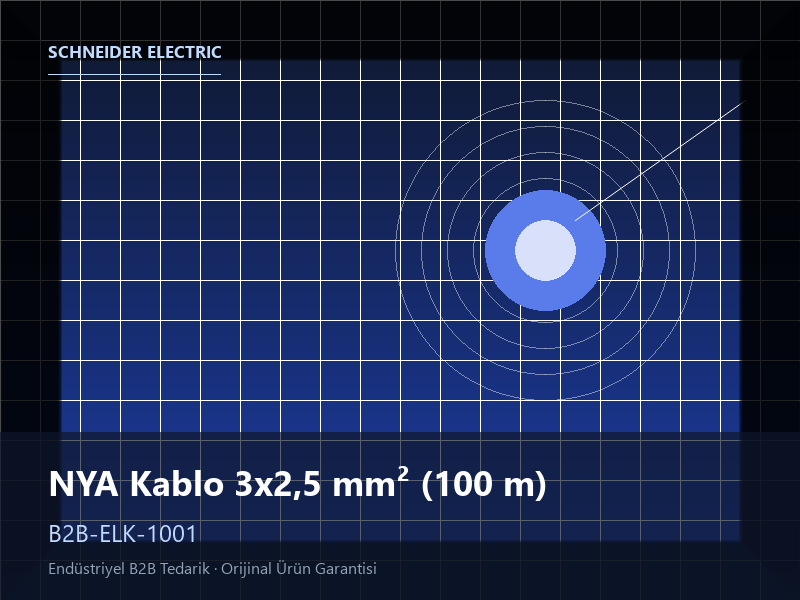 SCHNEIDER ELECTRIC
NYA Kablo 3x2,5 mm² (100 m)
B2B-ELK-1001
Endüstriyel B2B Tedarik · Orijinal Ürün Garantisi